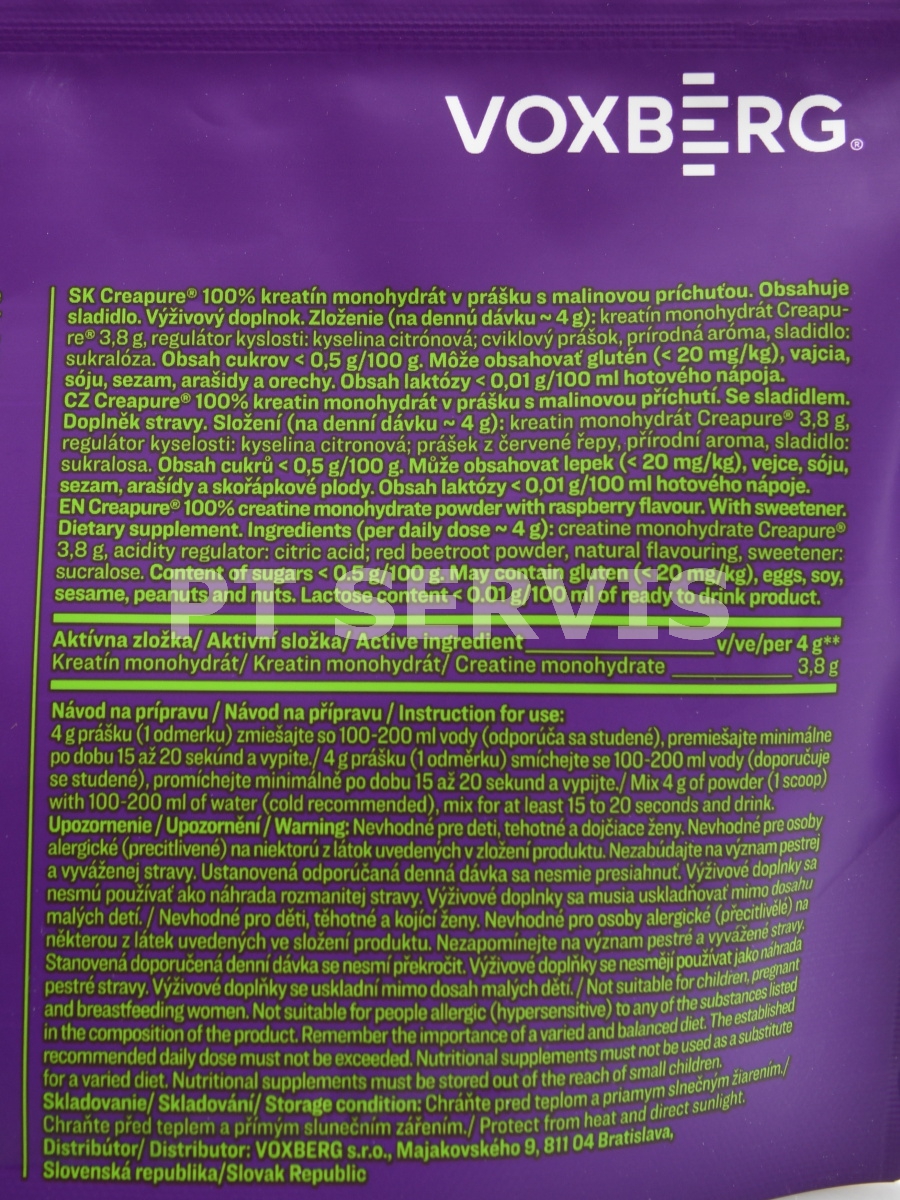 VOXBERG®
SK Creapure® 100% kreatín monohydrát v prášku s malinovou príchuťou. Obsahuje
sladidlo. Výživový doplnok. Zloženie (na dennú dávku ~ 4 g): kreatín monohydrát Creapu-
re® 3,8 g, regulátor kyslosti: kyselina citrónová; cviklový prášok, prírodná aróma, sladidlo:
sukralóza. Obsah cukrov < 0,5 g/100 g. Môže obsahovať glutén (< 20 mg/kg), vajcia,
sóju, sezam, arašidy a orechy. Obsah laktózy < 0,01 g/100 ml hotového nápoja.
CZ Creapure® 100% kreatin monohydrát v prášku s malinovou příchutí. Se sladidlem.
Doplněk stravy. Složení (na denní dávku ~ 4 g): kreatin monohydrát Creapure® 3,8 g,
regulátor kyselosti: kyselina citronová; prášek z červené řepy, přírodní aroma, sladidlo:
sukralosa. Obsah cukrů < 0,5 g/100 g. Může obsahovat lepek (< 20 mg/kg), vejce, sóju,
sezam, arašídy a skořápkové plody. Obsah laktózy < 0,01 g/100 ml hotového nápoje.
EN Creapure® 100% creatine monohydrate powder with raspberry flavour. With sweetener.
Dietary supplement. Ingredients (per daily dose ~ 4 g): creatine monohydrate Creapure®
3,8 g, acidity regulator: citric acid; red beetroot powder, natural flavouring, sweetener:
sucralose. Content of sugars < 0.5 g/100 g. May contain gluten (< 20 mg/kg), eggs, soy,
sesame, peanuts and nuts. Lactose content < 0.01 g/100 ml of ready to drink product.
PT SERVIS
Aktívna zložka/ Aktivní složka/ Active ingredient v/ve/per 4 g**
Kreatín monohydrát/ Kreatin monohydrát/ Creatine monohydrate 3,8 g
Návod na prípravu / Návod na přípravu / Instruction for use:
4 g prášku (1 odmerku) zmiešajte so 100-200 ml vody (odporúča sa studené), premiešajte minimálne
po dobu 15 až 20 sekúnd a vypite./ 4 g prášku (1 odměrku) smíchejte se 100-200 ml vody (doporučuje
se studené), promíchejte minimálně po dobu 15 až 20 sekund a vypijte./ Mix 4 g of powder (1 scoop)
with 100-200 ml of water (cold recommended), mix for at least 15 to 20 seconds and drink.
Upozornenie / Upozornění / Warning: Nevhodné pre deti, tehotné a dojčiace ženy. Nevhodné pre osoby
alergické (precitlivené) na niektorú z látok uvedených v zložení produktu. Nezabúdajte na význam pestrej
a vyváženej stravy. Ustanovená odporúčaná denná dávka sa nesmie presiahnuť. Výživové doplnky sa
nesmú používať ako náhrada rozmanitej stravy. Výživové doplnky sa musia uskladňovať mimo dosahu
malých detí. / Nevhodné pro děti, těhotné a kojící ženy. Nevhodné pro osoby alergické (přecitlivělé) na
některou z látek uvedených ve složení produktu. Nezapomínejte na význam pestré a vyvážené stravy.
Stanovená doporučená denní dávka se nesmí překročit. Výživové doplňky se nesmějí používat jako náhrada
pestré stravy. Výživové doplňky se uskladní mimo dosah malých dětí. / Not suitable for children, pregnant
and breastfeeding women. Not suitable for people allergic (hypersensitive) to any of the substances listed
in the composition of the product. Remember the importance of a varied and balanced diet. The established
recommended daily dose must not be exceeded. Nutritional supplements must not be used as a substitute
for a varied diet. Nutritional supplements must be stored out of the reach of small children.
Skladovanie/ Skladování/ Storage condition: Chráňte pred teplom a priamym slnečným žiarením./
Chraňte před teplem a přímým slunečním zářením./ Protect from heat and direct sunlight.
Distribútor/ Distributor: VOXBERG s.r.o., Majakovského 9, 811 04 Bratislava,
Slovenská republika/Slovak Republic